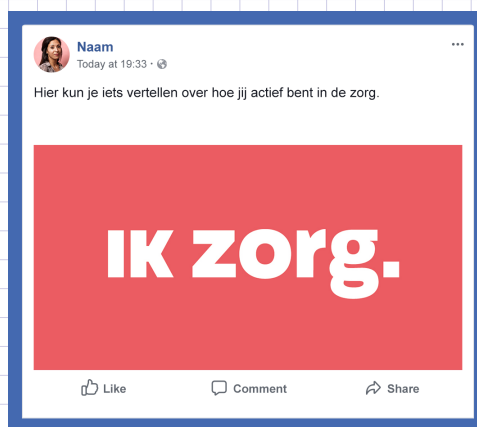 Naam
Today at 19:33 ·
Hier kun je iets vertellen over hoe jij actief bent in de zorg.
IK zorg.
Like Comment Share